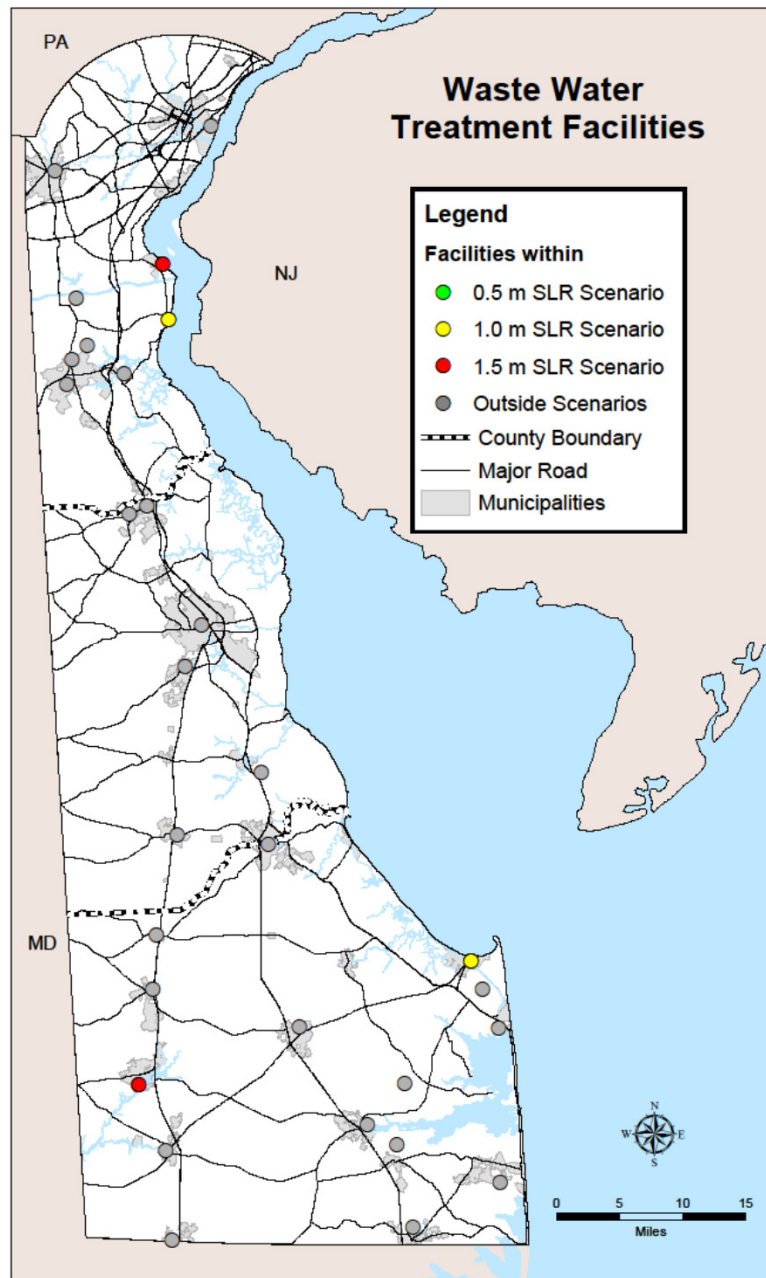 PA
Waste Water
Treatment Facilities
Legend
Facilities within
0.5 m SLR Scenario
1.0 m SLR Scenario
1.5 m SLR Scenario
Outside Scenarios
County Boundary
Major Road
Municipalities
NJ
MD
N
W E
S
0 5 10 15
Miles